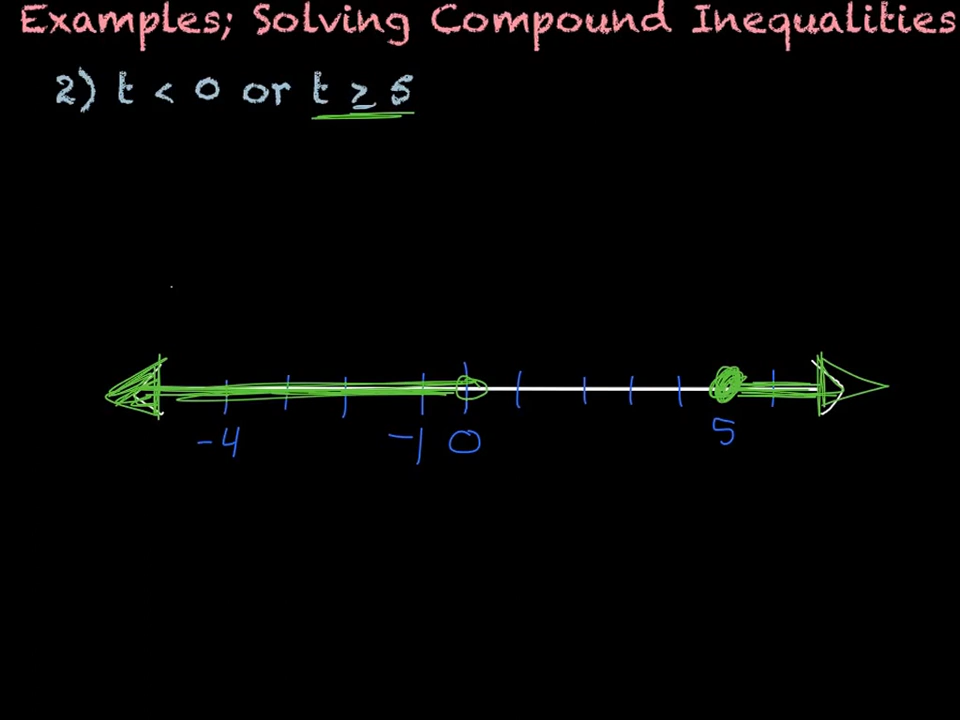 Examples; Solving Compound Inequalities
2) t < 0 or t ≥ 5
-4 -1 0 5